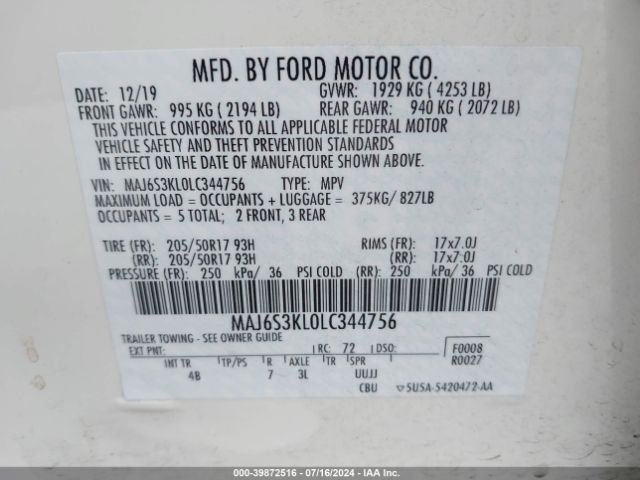 MFD. BY FORD MOTOR CO.
DATE: 12/19 GVWR: 1929 KG ( 4253 LB)
FRONT GAWR: 995 KG ( 2194 LB) REAR GAWR: 940 KG ( 2072 LB)
THIS VEHICLE CONFORMS TO ALL APPLICABLE FEDERAL MOTOR
VEHICLE SAFETY AND THEFT PREVENTION STANDARDS
IN EFFECT ON THE DATE OF MANUFACTURE SHOWN ABOVE.
VIN: MAJ6S3KL0LC344756 TYPE: MPV
MAXIMUM LOAD = OCCUPANTS + LUGGAGE = 375KG/ 827LB
OCCUPANTS = 5 TOTAL; 2 FRONT, 3 REAR
TIRE (FR): 205/50R17 93H RIMS (FR): 17x7.0J
(RR): 205/50R17 93H (RR): 17x7.0J
PRESSURE (FR): 250 kPa/ 36 PSI COLD (RR): 250 kPa/ 36 PSI COLD
MAJ6S3KL0LC344756
TRAILER TOWING - SEE OWNER GUIDE
EXT PNT: RC: 72 DSO: F0008
R0027
INT TR TP/PS R AXLE TR SPR
4B 7 3L UUJJ
CBU 5U5A-5420472-AA
000-39872516 - 07/16/2024 - IAA Inc.